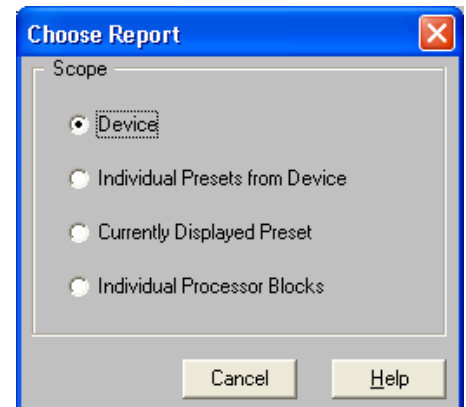 Choose Report
Scope
Device
Individual Presets from Device
Currently Displayed Preset
Individual Processor Blocks
Cancel
Help